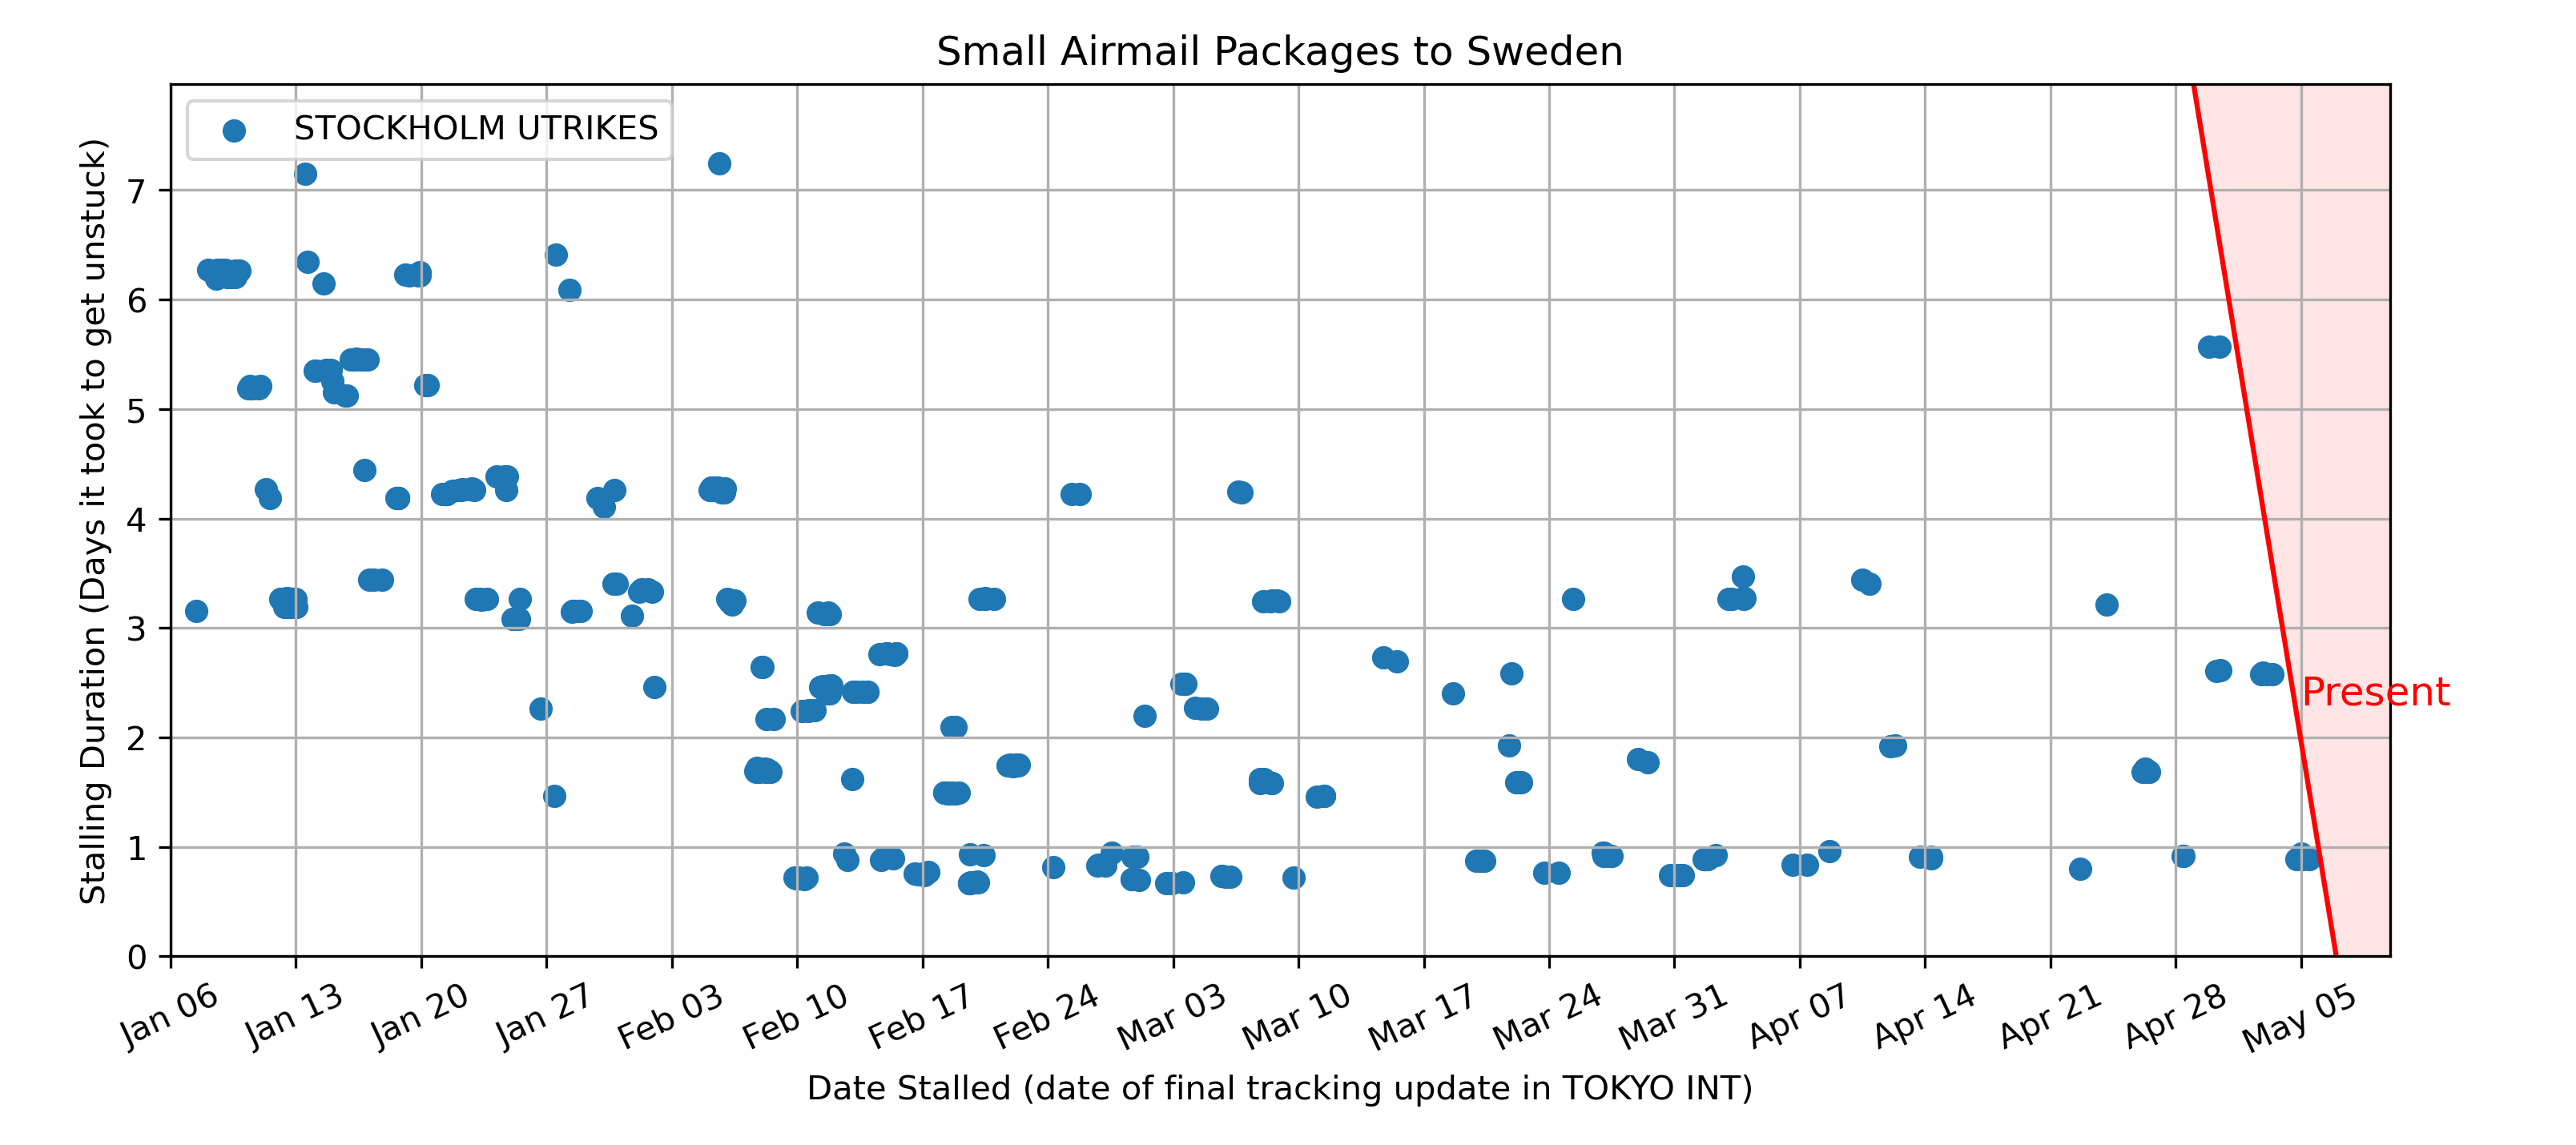 Small Airmail Packages to Sweden
STOCKHOLM UTRIKES
Stalling Duration (Days it took to get unstuck)
7
6
5
4
3
2
1
0
Present
Jan 06
Jan 13
Jan 20
Jan 27
Feb 03
Feb 10
Feb 17
Feb 24
Mar 03
Mar 10
Mar 17
Mar 24
Mar 31
Apr 07
Apr 14
Apr 21
Apr 28
May 05
Date Stalled (date of final tracking update in TOKYO INT)